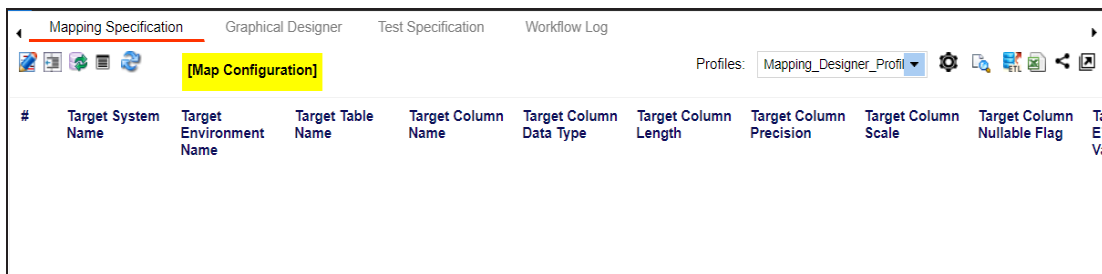 Mapping Specification Graphical Designer Test Specification Workflow Log
[Map Configuration] Profiles: Mapping_Designer_Profil
ETL
# Target System Target Target Table Target Column Target Column Target Column Target Column Target Column Target Column
Name Environment Name Name Data Type Length Precision Scale Nullable Flag
Name